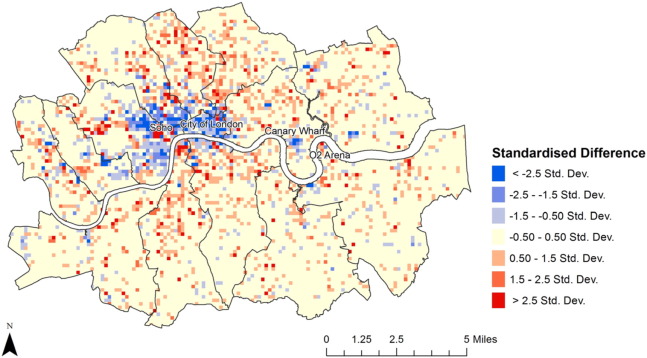 Soho
City of London
Canary Wharf
O2 Arena
Standardised Difference
< -2.5 Std. Dev.
-2.5 - -1.5 Std. Dev.
-1.5 - -0.50 Std. Dev.
-0.50 - 0.50 Std. Dev.
0.50 - 1.5 Std. Dev.
1.5 - 2.5 Std. Dev.
> 2.5 Std. Dev.
N
0 1.25 2.5 5 Miles